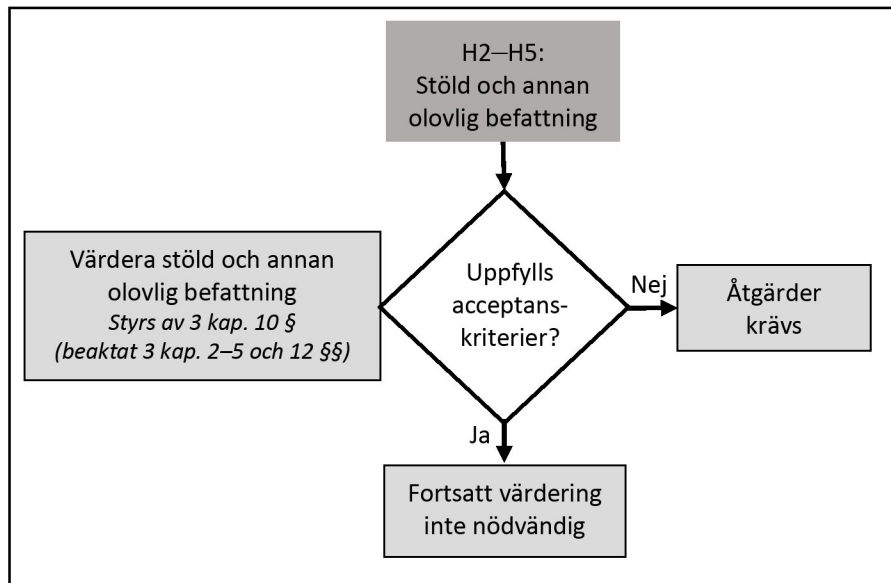 H2–H5:
Stöld och annan
olovlig befattning
Värdera stöld och annan
olovlig befattning
Styrs av 3 kap. 10 §
(beaktat 3 kap. 2–5 och 12 §§)
Uppfylls
acceptans-
kriterier?
Nej
Åtgärder
krävs
Ja
Fortsatt värdering
inte nödvändig